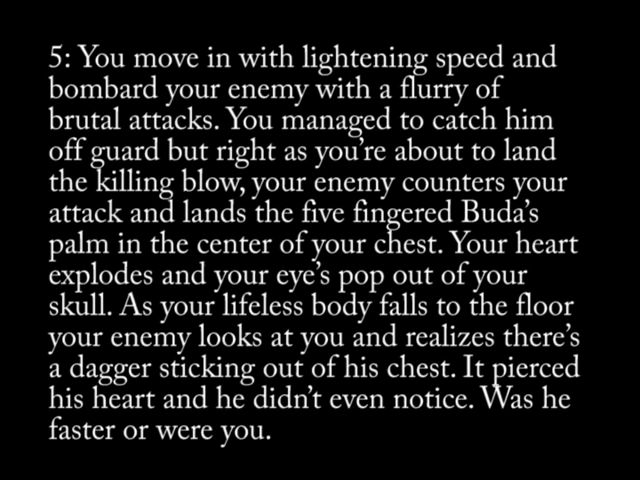 5: You move in with lightening speed and
bombard your enemy with a flurry of
brutal attacks. You managed to catch him
off guard but right as you're about to land
the killing blow, your enemy counters your
attack and lands the five fingered Buda's
palm in the center of your chest. Your heart
explodes and your eye's pop out of your
skull. As your lifeless body falls to the floor
your enemy looks at you and realizes there's
a dagger sticking out of his chest. It pierced
his heart and he didn't even notice. Was he
faster or were you.